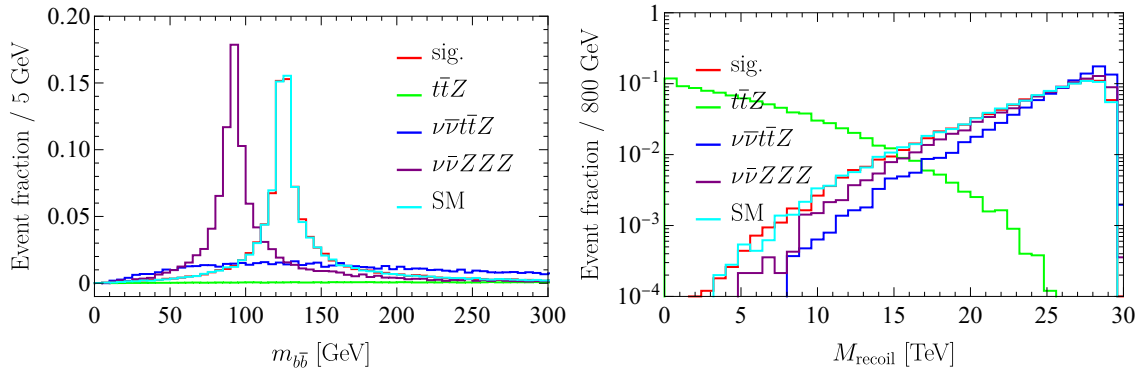 Event fraction / 5 GeV
0.20
0.15
0.10
0.05
0
0 50 100 150 200 250 300
m_{b\bar{b}} [GeV]
sig.
tt̄Z
νν̄tt̄Z
νν̄ZZZ
SM
Event fraction / 800 GeV
1
10⁻¹
10⁻²
10⁻³
10⁻⁴
0 5 10 15 20 25 30
M_{recoil} [TeV]
sig.
tt̄Z
νν̄tt̄Z
νν̄ZZZ
SM